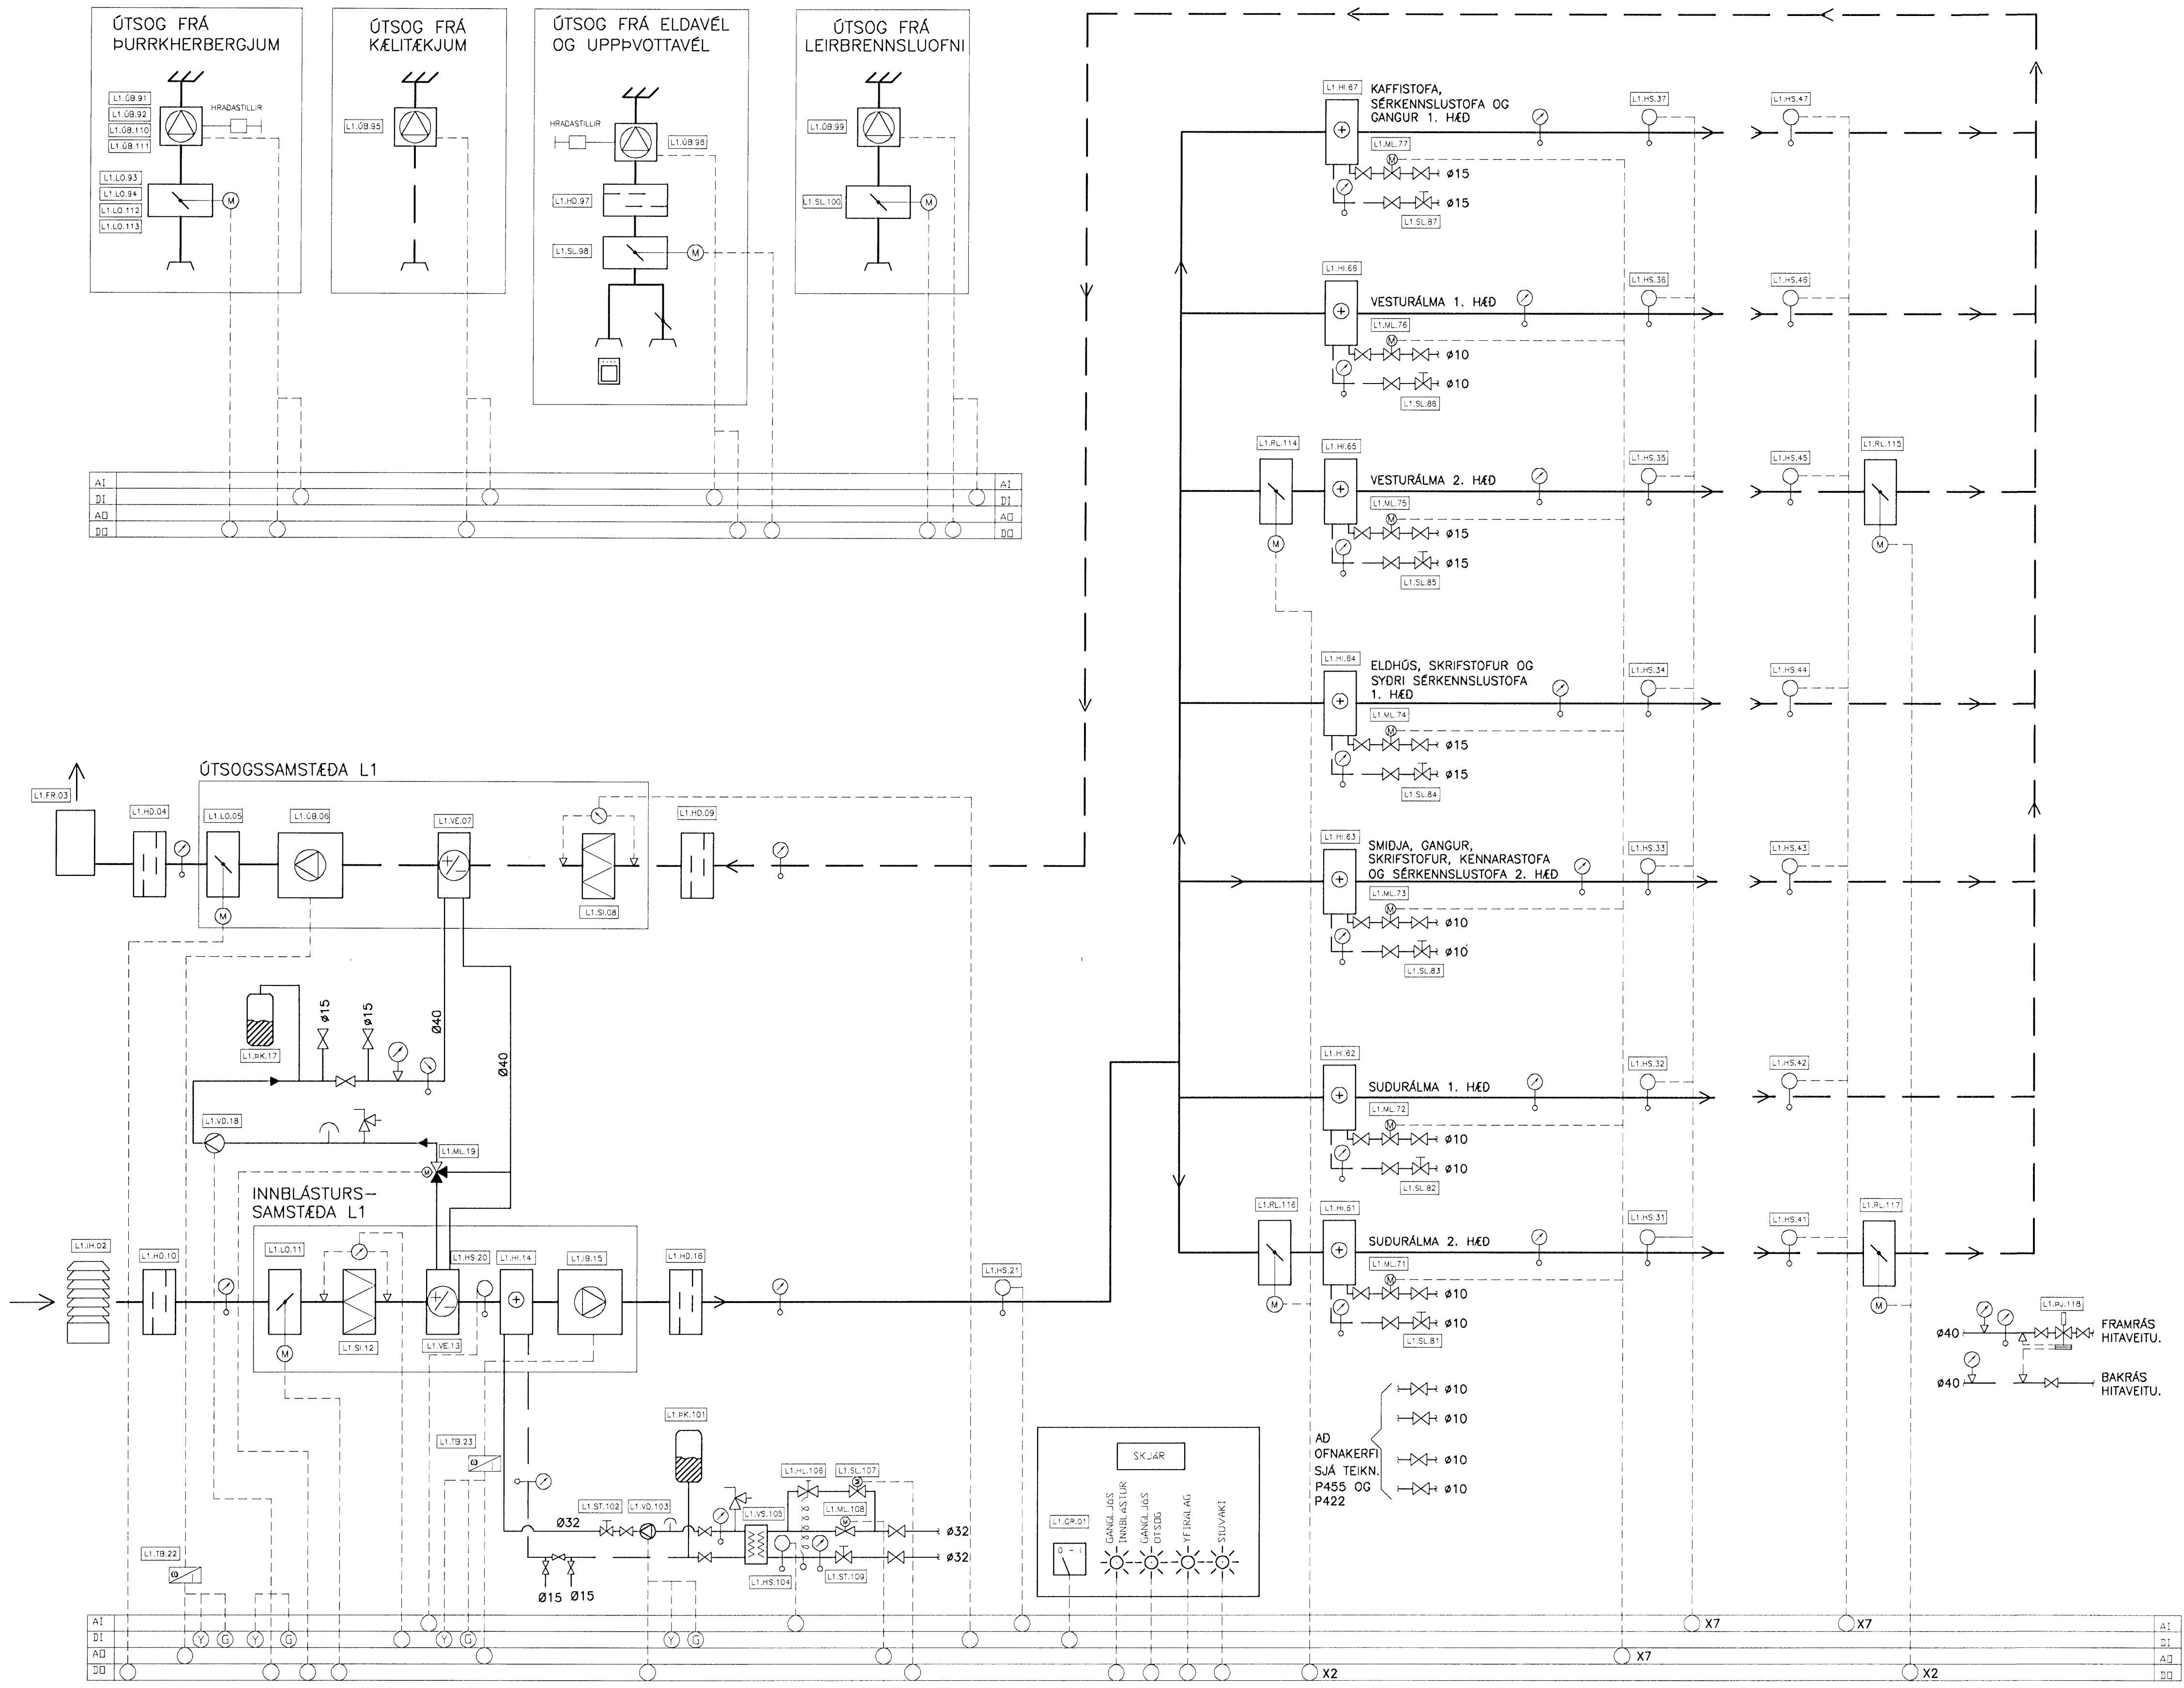 ÚTSOG FRÁ
ÞURRKHERBERGJUM
L1.ÚB.91
L1.ÚB.92
L1.ÚB.110
L1.ÚB.111
HRAÐASTILLIR
L1.LO.93
L1.LO.94
L1.LO.112
L1.LO.113
M
ÚTSOG FRÁ
KÆLITÆKJUM
L1.ÚB.95
ÚTSOG FRÁ ELDAVÉL
OG UPPÞVOTTAVÉL
HRAÐASTILLIR
L1.ÚB.96
L1.HD.97
L1.SL.98
M
ÚTSOG FRÁ
LEIRBRENNSLUOFNI
L1.ÚB.99
L1.SL.100
M
AI AI
DI DI
AO AO
DO DO
L1.HI.67
KAFFISTOFA,
SÉRKENNSLUSTOFA OG
GANGUR 1. HÆÐ
L1.HS.37
L1.HS.47
L1.ML.77
M
ø15
ø15
L1.SL.87
L1.HI.66
VESTURÁLMA 1. HÆÐ
L1.HS.36
L1.HS.46
L1.ML.76
M
ø10
ø10
L1.SL.86
L1.RL.114
M
L1.HI.65
VESTURÁLMA 2. HÆÐ
L1.HS.35
L1.HS.45
L1.RL.115
M
L1.ML.75
M
ø15
ø15
L1.SL.85
L1.HI.64
ELDHÚS, SKRIFSTOFUR OG
SYÐRI SÉRKENNSLUSTOFA
1. HÆÐ
L1.HS.34
L1.HS.44
L1.ML.74
M
ø15
ø15
L1.SL.84
L1.HI.63
SMIÐJA, GANGUR,
SKRIFSTOFUR, KENNARASTOFA
OG SÉRKENNSLUSTOFA 2. HÆÐ
L1.HS.33
L1.HS.43
L1.ML.73
M
ø10
ø10
L1.SL.83
L1.HI.62
SUÐURÁLMA 1. HÆÐ
L1.HS.32
L1.HS.42
L1.ML.72
M
ø10
ø10
L1.SL.82
L1.RL.116
M
L1.HI.61
SUÐURÁLMA 2. HÆÐ
L1.HS.31
L1.HS.41
L1.RL.117
M
L1.ML.71
M
ø10
ø10
L1.SL.81
ÚTSOGSSAMSTÆÐA L1
L1.FR.03
L1.HD.04
L1.LO.05
M
L1.ÚB.06
L1.VE.07
L1.SI.08
L1.HD.09
L1.ÞK.17
ø15
ø15
Ø40
Ø40
L1.VD.18
L1.ML.19
M
INNBLÁSTURS-
SAMSTÆÐA L1
L1.IH.02
L1.HD.10
L1.LO.11
M
L1.SI.12
L1.VE.13
L1.HS.20
L1.HI.14
L1.IB.15
L1.HD.16
L1.HS.21
L1.ÞJ.118
ø40
FRAMRÁS
HITAVEITU.
ø40
BAKRÁS
HITAVEITU.
AÐ
OFNAKERFI
SJÁ TEIKN.
P455 OG
P422
ø10
ø10
ø10
ø10
L1.TB.23
ω
L1.ÞK.101
Ø32
L1.ST.102
L1.VD.103
L1.VS.105
L1.HL.106
L1.SL.107
M
L1.ML.108
M
ø32
ø32
L1.HS.104
L1.ST.109
Ø15 Ø15
L1.TB.22
ω
SKJÁR
L1.GR.01
0 - I
GANGLJÓS
INNBLÁSTUR
GANGLJÓS
ÚTSOG
YFIRÁLAG
SÍUVAKI
AI X7 X7 AI
DI Y G Y G Y G Y G DI
AO X7 AO
DO X2 X2 DO